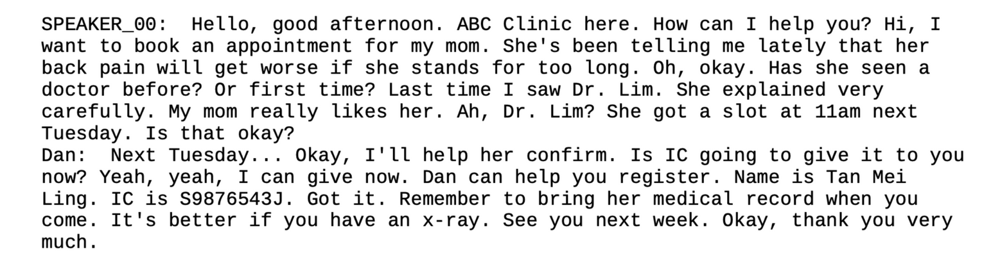 SPEAKER_00:  Hello, good afternoon. ABC Clinic here. How can I help you? Hi, I
want to book an appointment for my mom. She's been telling me lately that her
back pain will get worse if she stands for too long. Oh, okay. Has she seen a
doctor before? Or first time? Last time I saw Dr. Lim. She explained very
carefully. My mom really likes her. Ah, Dr. Lim? She got a slot at 11am next
Tuesday. Is that okay?
Dan:  Next Tuesday... Okay, I'll help her confirm. Is IC going to give it to you
now? Yeah, yeah, I can give now. Dan can help you register. Name is Tan Mei
Ling. IC is S9876543J. Got it. Remember to bring her medical record when you
come. It's better if you have an x-ray. See you next week. Okay, thank you very
much.